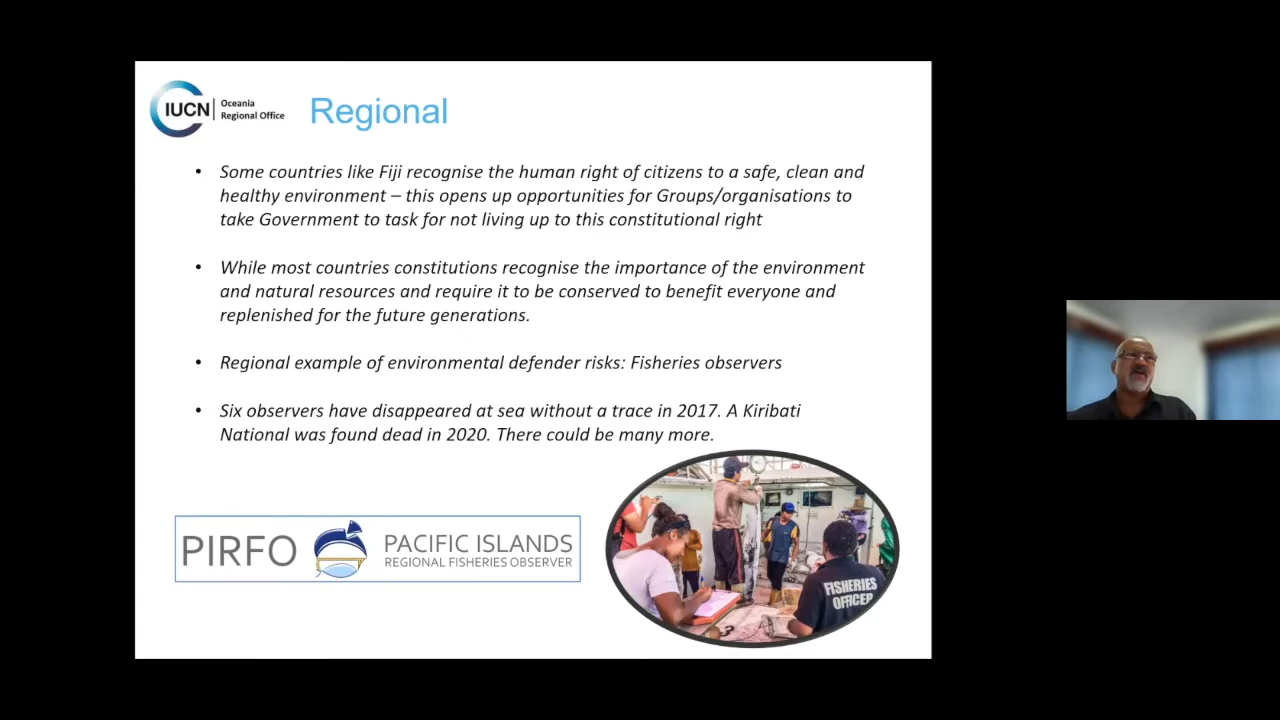 IUCN
Oceania
Regional Office
Regional
• Some countries like Fiji recognise the human right of citizens to a safe, clean and
healthy environment – this opens up opportunities for Groups/organisations to
take Government to task for not living up to this constitutional right
• While most countries constitutions recognise the importance of the environment
and natural resources and require it to be conserved to benefit everyone and
replenished for the future generations.
• Regional example of environmental defender risks: Fisheries observers
• Six observers have disappeared at sea without a trace in 2017. A Kiribati
National was found dead in 2020. There could be many more.
PIRFO
PACIFIC ISLANDS
REGIONAL FISHERIES OBSERVER
FISHERIES
OFFICER